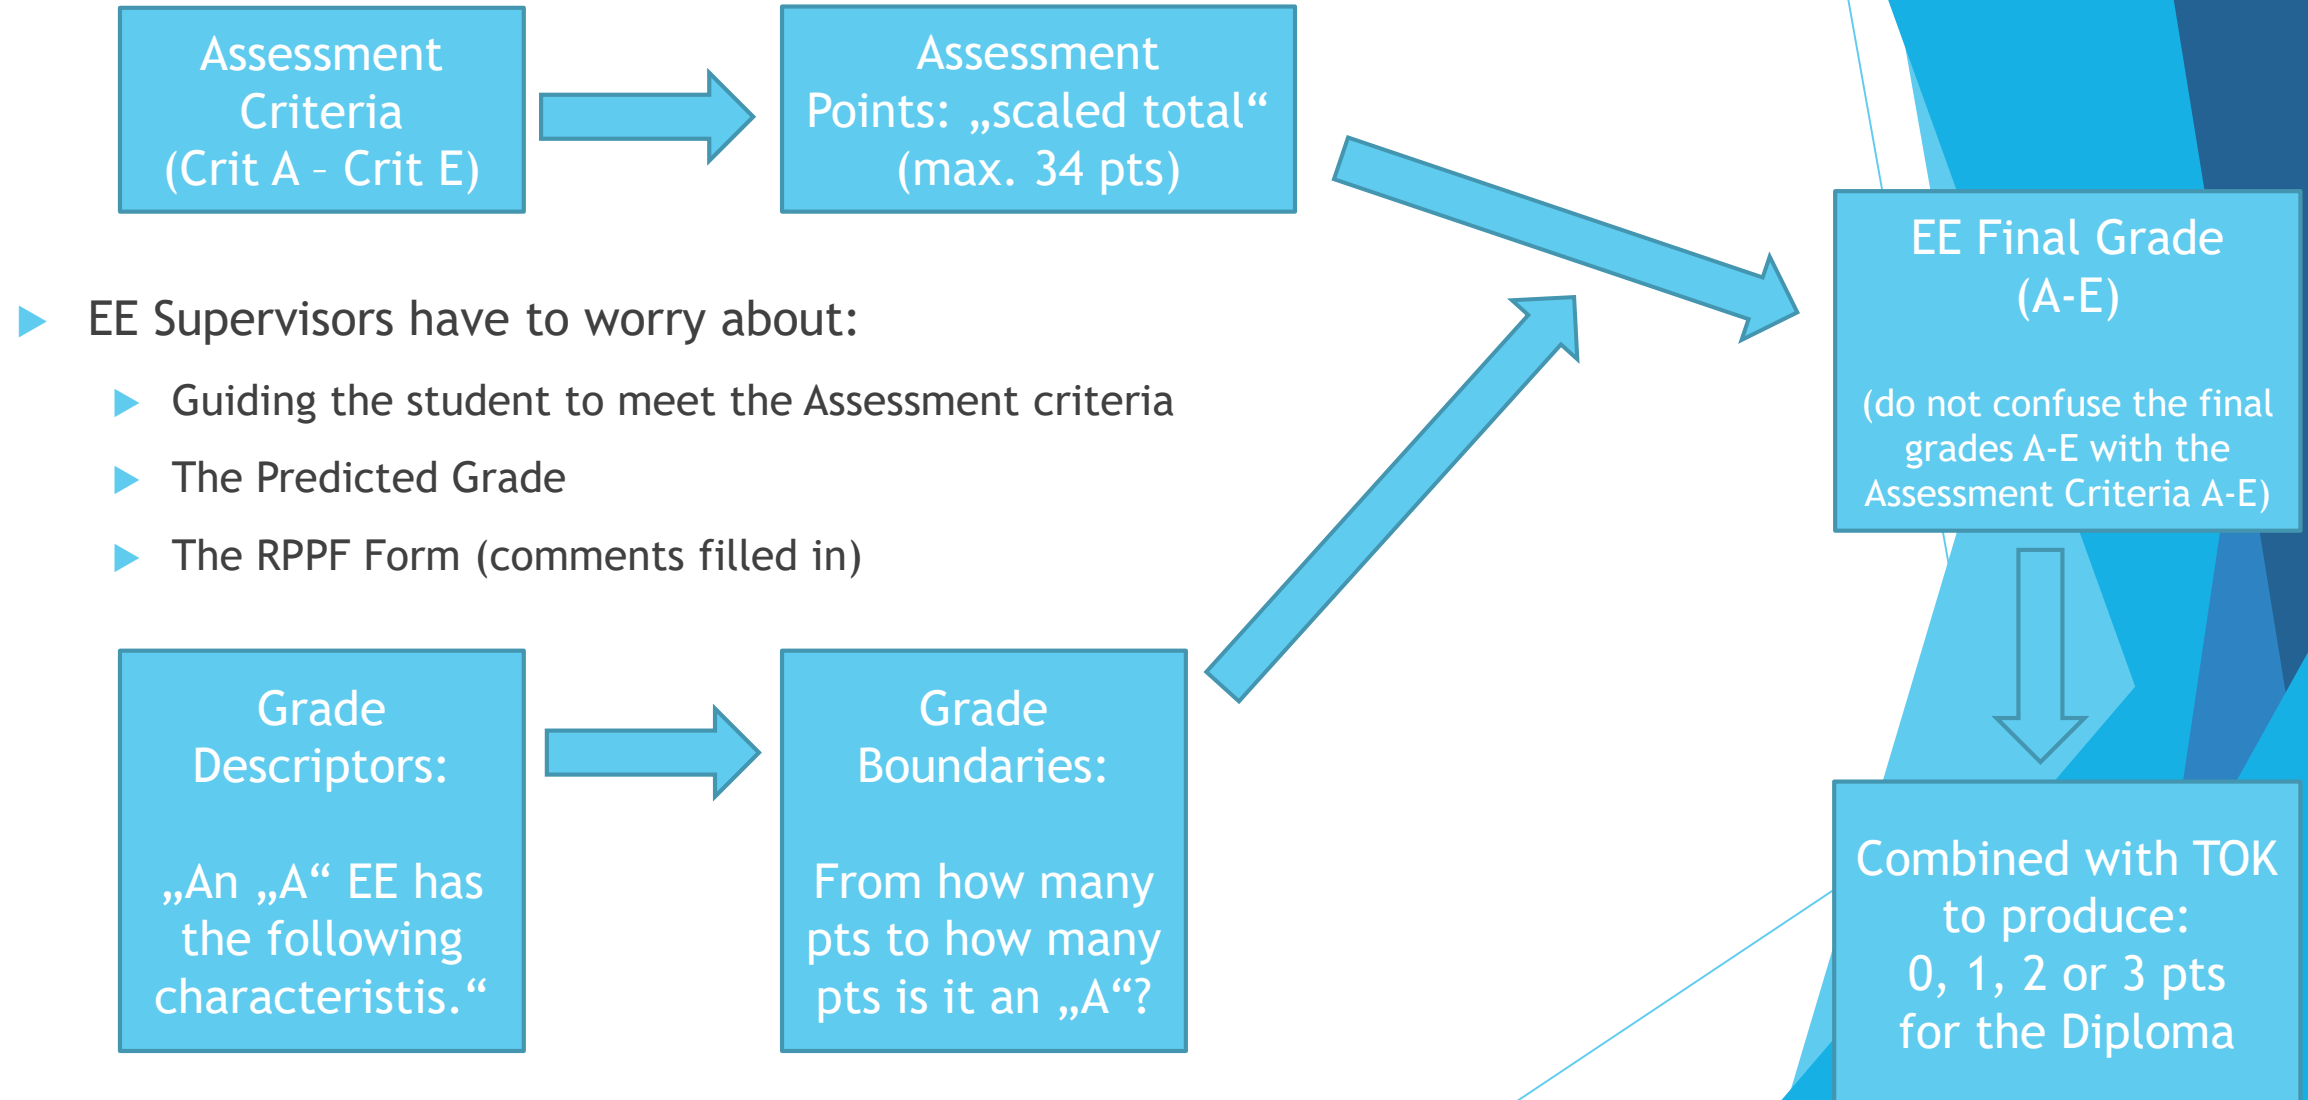 Assessment
Criteria
(Crit A – Crit E)
Assessment
Points: „scaled total“
(max. 34 pts)
EE Final Grade
(A-E)
(do not confuse the final
grades A-E with the
Assessment Criteria A-E)
EE Supervisors have to worry about:
Guiding the student to meet the Assessment criteria
The Predicted Grade
The RPPF Form (comments filled in)
Grade
Descriptors:
„An „A“ EE has
the following
characteristis.“
Grade
Boundaries:
From how many
pts to how many
pts is it an „A“?
Combined with TOK
to produce:
0, 1, 2 or 3 pts
for the Diploma